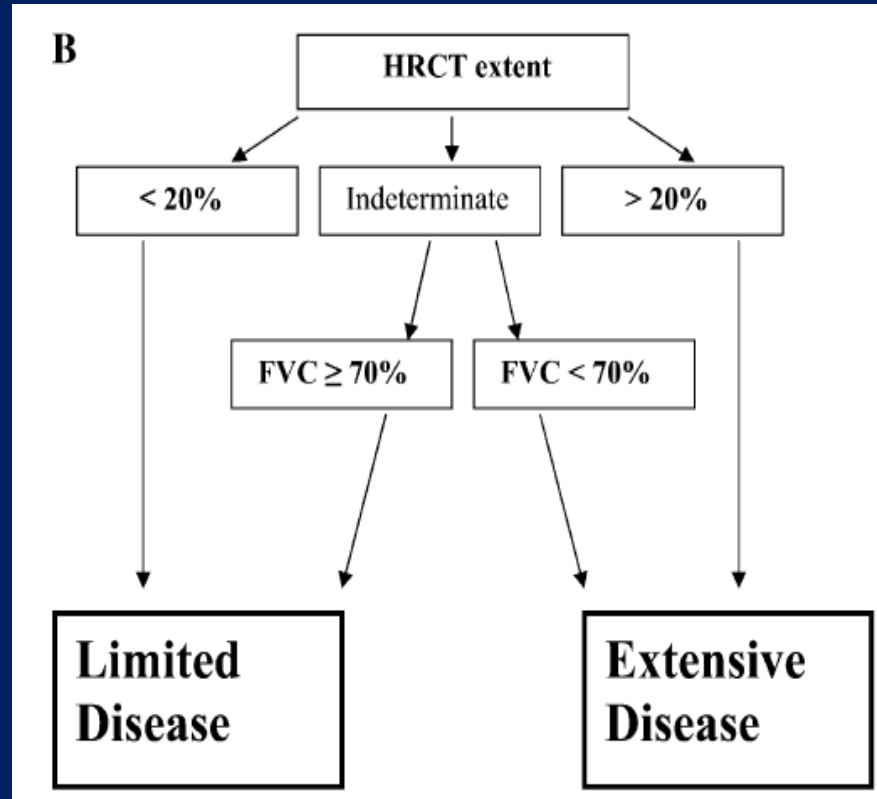 B
HRCT extent
< 20%
Indeterminate
> 20%
FVC ≥ 70%
FVC < 70%
Limited
Disease
Extensive
Disease